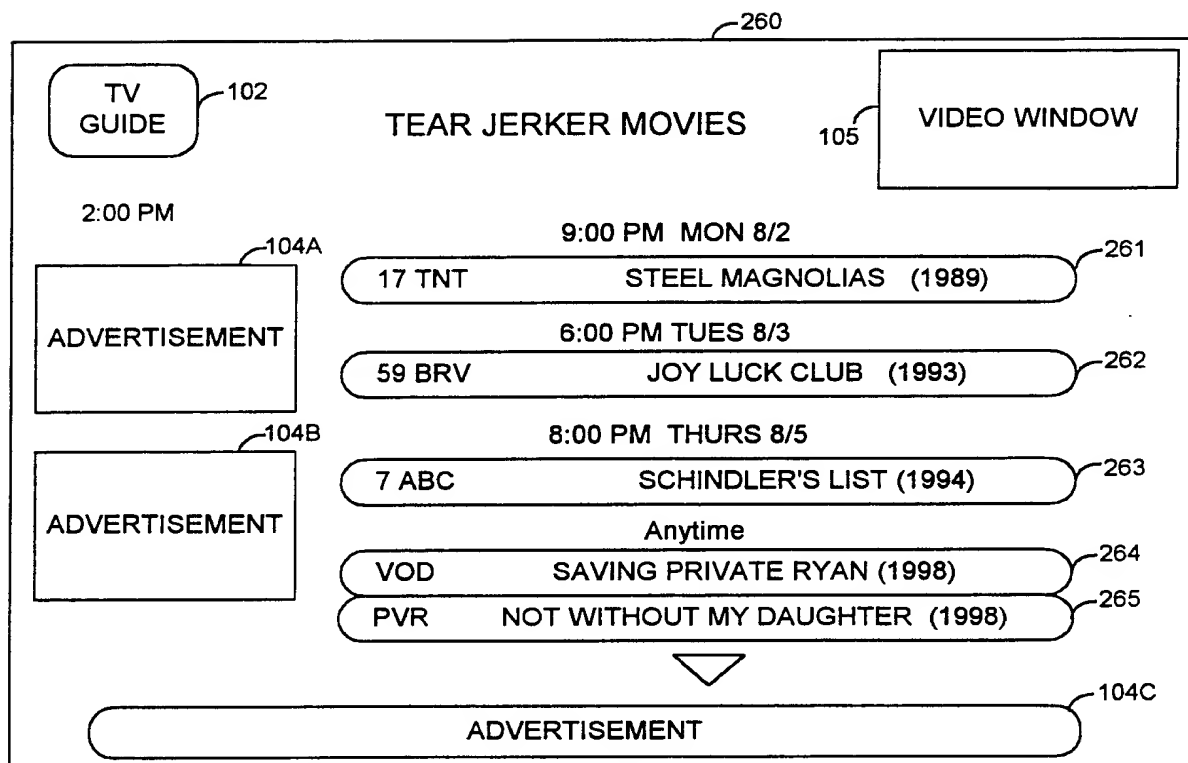 260
TV
GUIDE
102
TEAR JERKER MOVIES
105
VIDEO WINDOW
2:00 PM
104A
ADVERTISEMENT
9:00 PM MON 8/2
17 TNT STEEL MAGNOLIAS (1989)
261
6:00 PM TUES 8/3
59 BRV JOY LUCK CLUB (1993)
262
104B
ADVERTISEMENT
8:00 PM THURS 8/5
7 ABC SCHINDLER'S LIST (1994)
263
Anytime
VOD SAVING PRIVATE RYAN (1998)
264
PVR NOT WITHOUT MY DAUGHTER (1998)
265
104C
ADVERTISEMENT